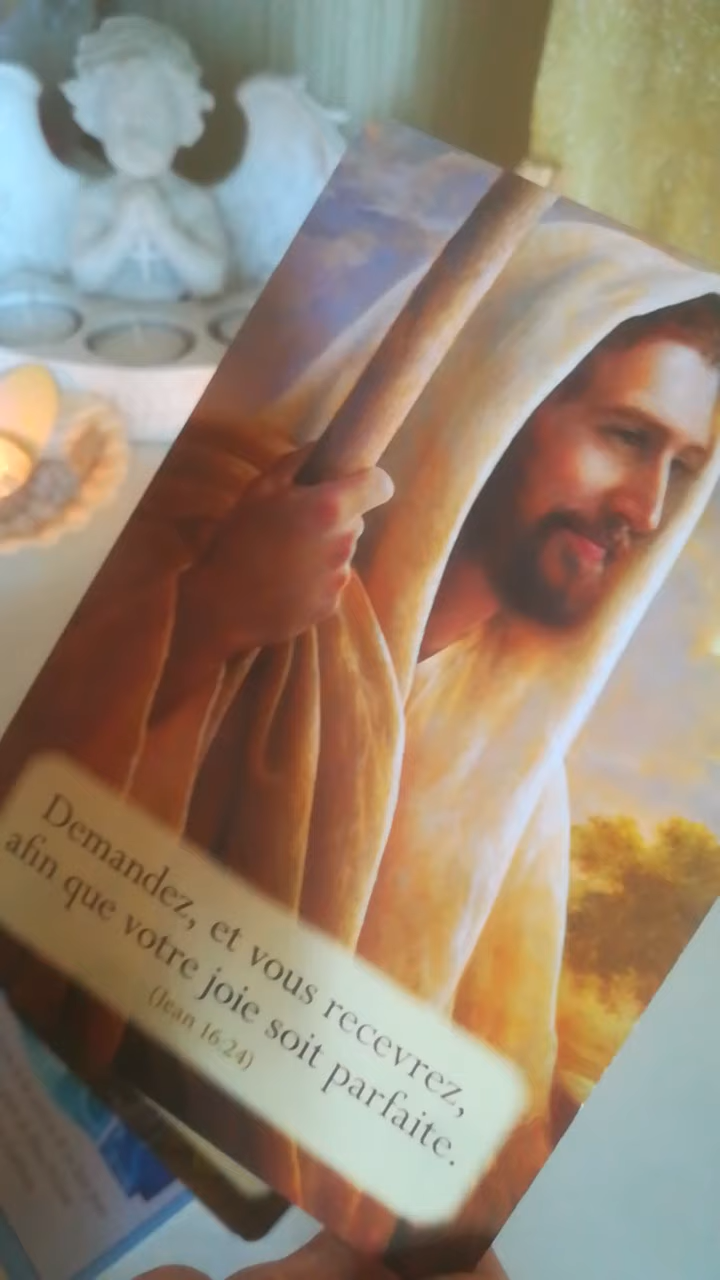 Demandez, et vous recevrez,
afin que votre joie soit parfaite.
(Jean 16:24)